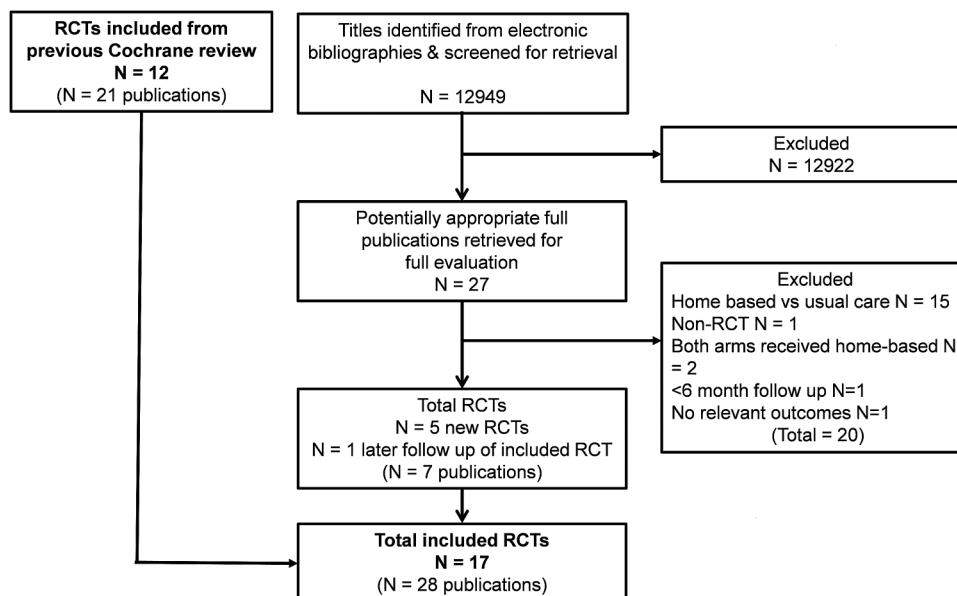 RCTs included from
previous Cochrane review
N = 12
(N = 21 publications)
Titles identified from electronic
bibliographies & screened for retrieval
N = 12949
Excluded
N = 12922
Potentially appropriate full
publications retrieved for
full evaluation
N = 27
Excluded
Home based vs usual care N = 15
Non-RCT N = 1
Both arms received home-based N
= 2
<6 month follow up N=1
No relevant outcomes N=1
(Total = 20)
Total RCTs
N = 5 new RCTs
N = 1 later follow up of included RCT
(N = 7 publications)
Total included RCTs
N = 17
(N = 28 publications)